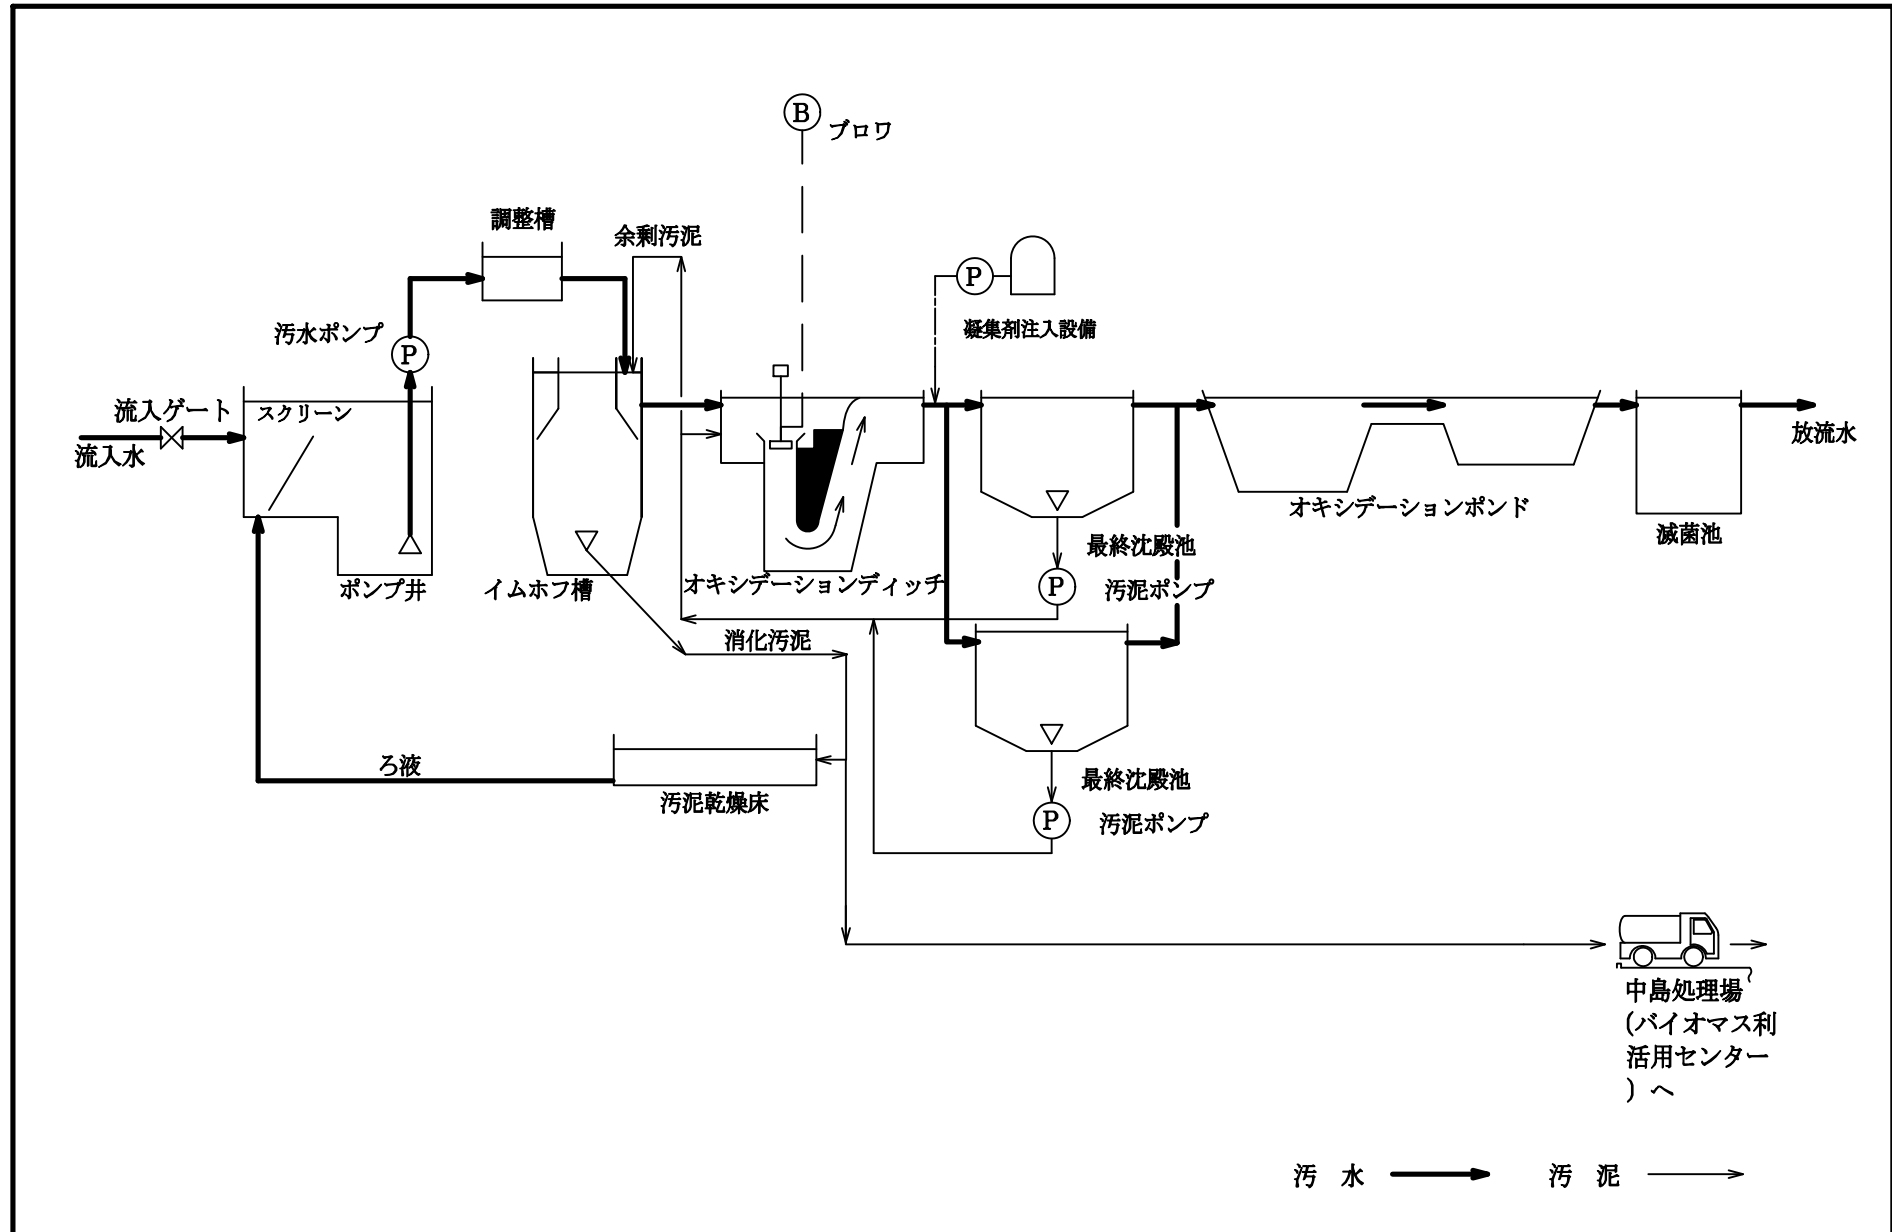 B
ブロワ
調整槽
余剰汚泥
P
凝集剤注入設備
汚水ポンプ
P
流入ゲート
スクリーン
流入水
放流水
オキシデーションポンド
滅菌池
最終沈殿池
ポンプ井
イムホフ槽
オキシデーションディッチ
P
汚泥ポンプ
消化汚泥
ろ液
汚泥乾燥床
最終沈殿池
P
汚泥ポンプ
中島処理場
(バイオマス利
活用センター
) へ
汚 水
汚 泥